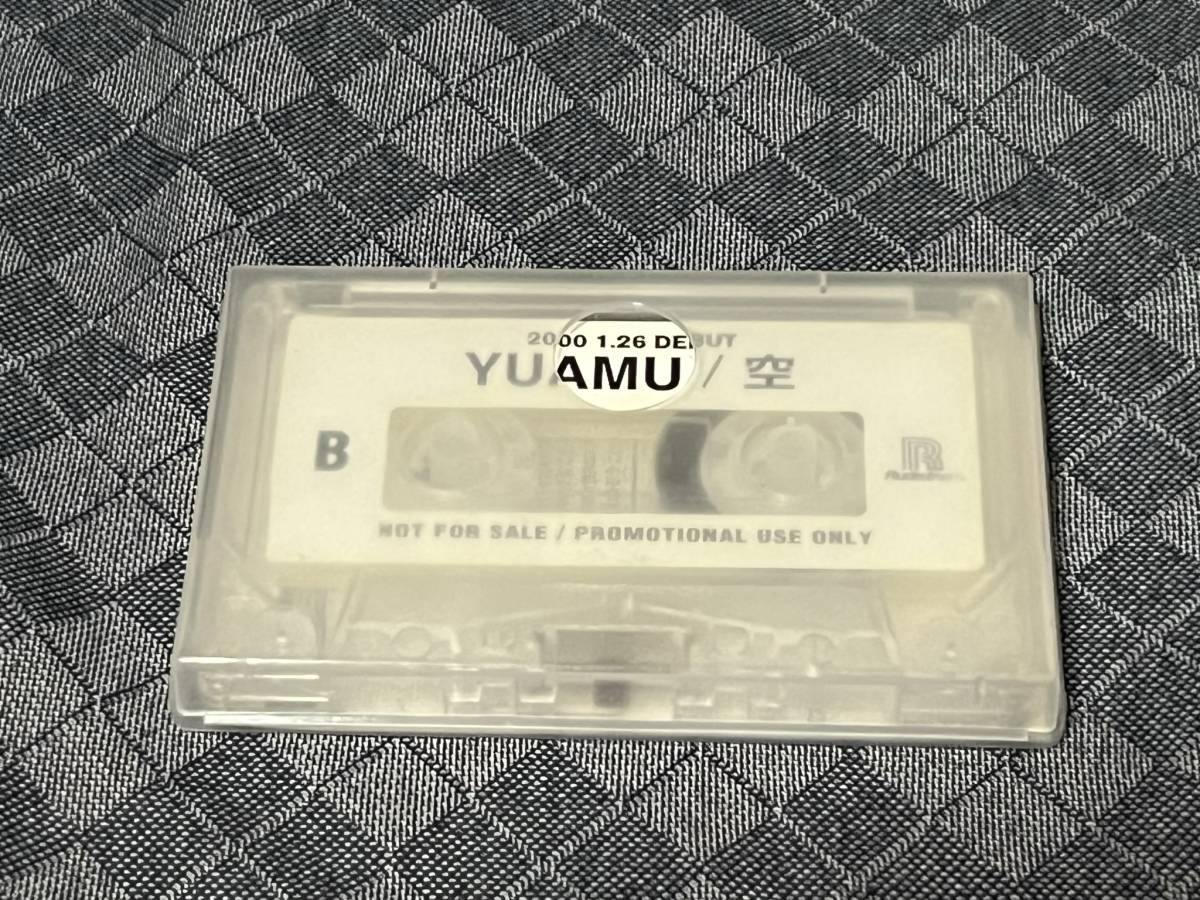 2000 1.26 DEBUT
YUAMU / 空
B
R
NOT FOR SALE / PROMOTIONAL USE ONLY